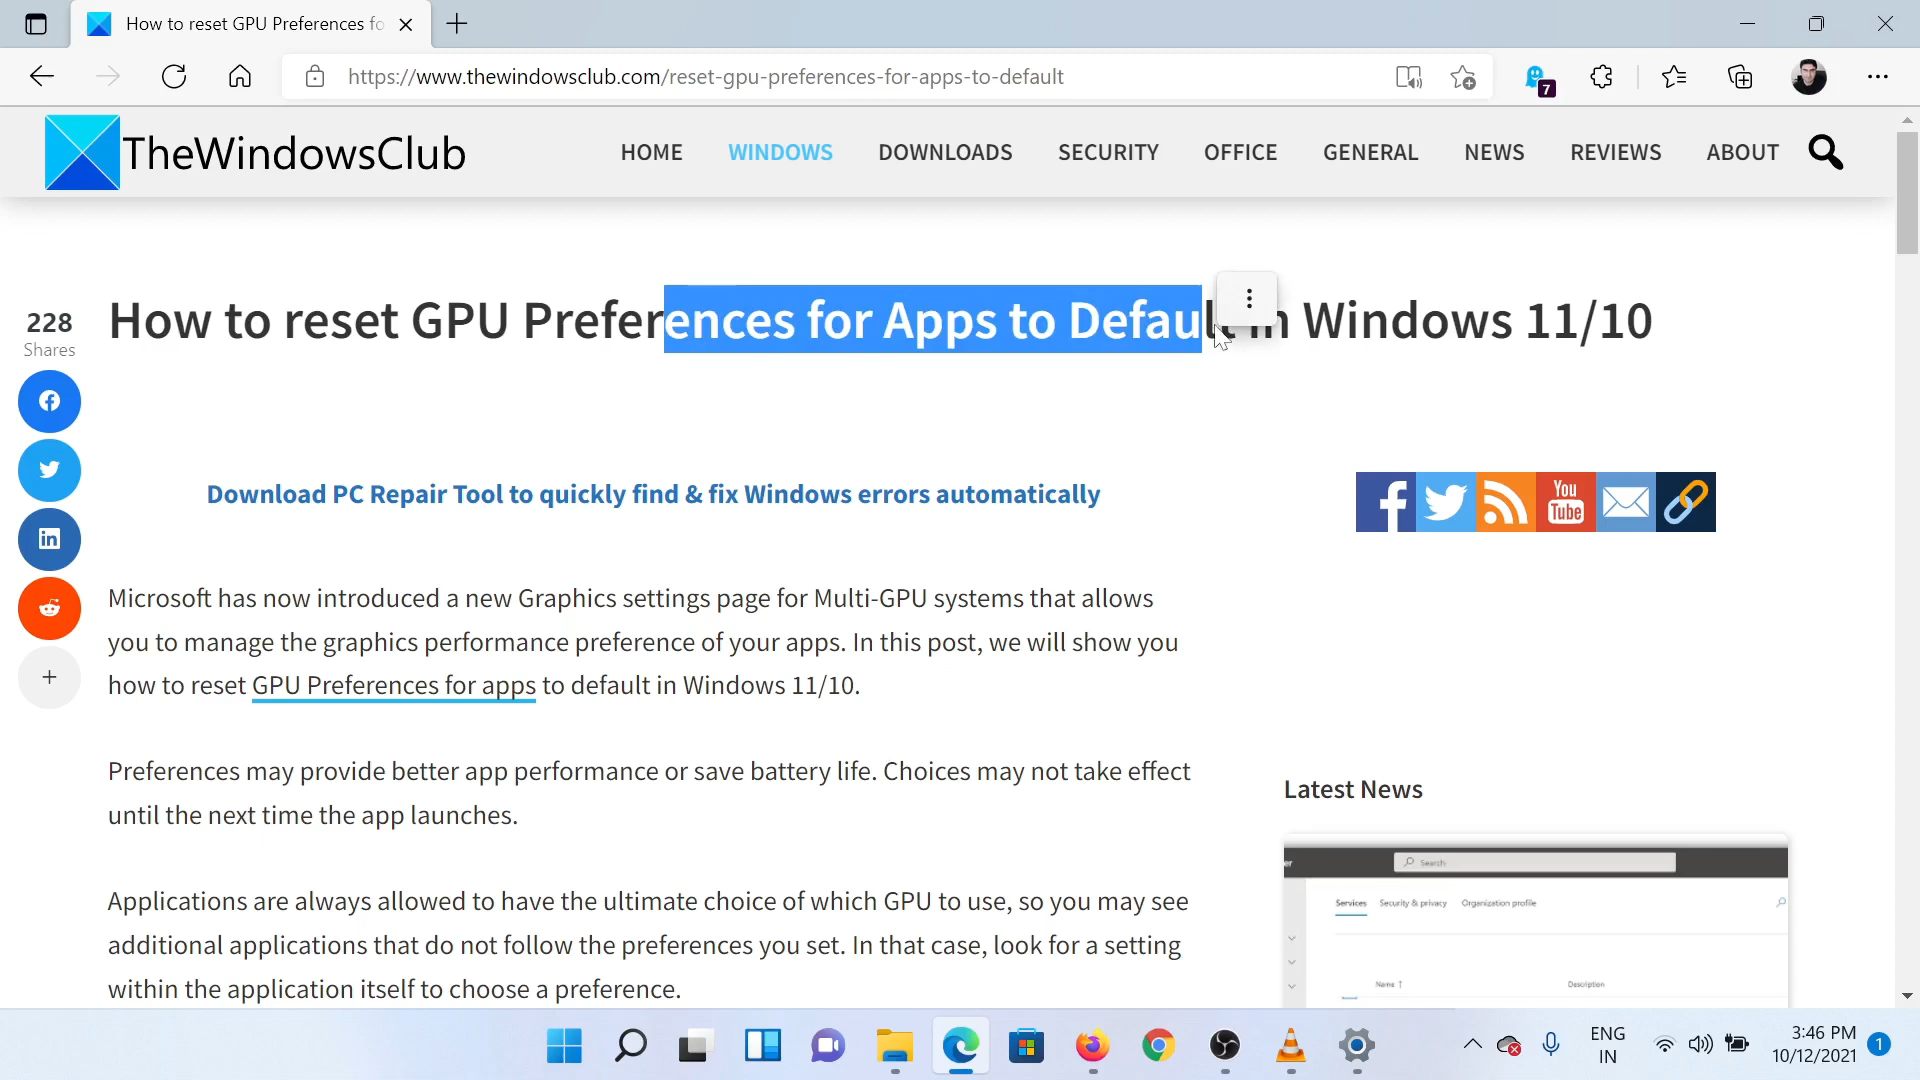 How to reset GPU Preferences fo
https://www.thewindowsclub.com/reset-gpu-preferences-for-apps-to-default
7
TheWindowsClub
HOME WINDOWS DOWNLOADS SECURITY OFFICE GENERAL NEWS REVIEWS ABOUT
How to reset GPU Preferences for Apps to Default in Windows 11/10
228
Shares
Download PC Repair Tool to quickly find & fix Windows errors automatically
You
Tube
Microsoft has now introduced a new Graphics settings page for Multi-GPU systems that allows
you to manage the graphics performance preference of your apps. In this post, we will show you
how to reset GPU Preferences for apps to default in Windows 11/10.
Preferences may provide better app performance or save battery life. Choices may not take effect
until the next time the app launches.
Latest News
er
Search
Services Security & privacy Organization profile
Name ↑ Description
Applications are always allowed to have the ultimate choice of which GPU to use, so you may see
additional applications that do not follow the preferences you set. In that case, look for a setting
within the application itself to choose a preference.
ENG
IN
3:46 PM
10/12/2021
1